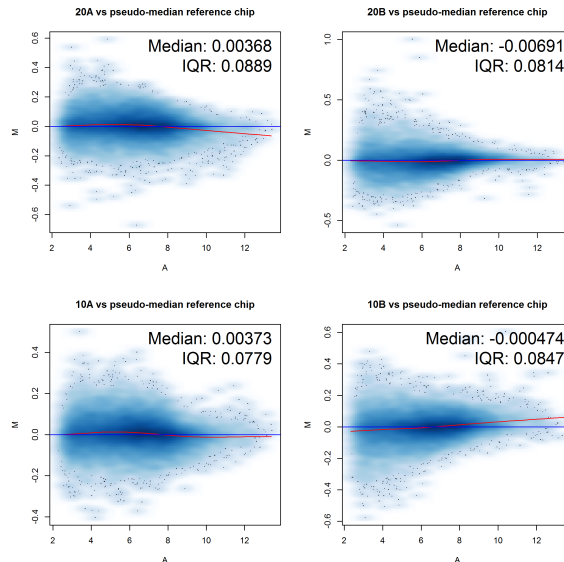 20A vs pseudo-median reference chip
Median: 0.00368
IQR: 0.0889
M
0.6
0.4
0.2
0.0
-0.2
-0.4
-0.6
2 4 6 8 10 12
A
20B vs pseudo-median reference chip
Median: -0.00691
IQR: 0.0814
M
1.0
0.5
0.0
-0.5
2 4 6 8 10 12
A
10A vs pseudo-median reference chip
Median: 0.00373
IQR: 0.0779
M
0.4
0.2
0.0
-0.2
-0.4
2 4 6 8 10 12
A
10B vs pseudo-median reference chip
Median: -0.000474
IQR: 0.0847
M
0.6
0.4
0.2
0.0
-0.2
-0.4
-0.6
2 4 6 8 10 12
A